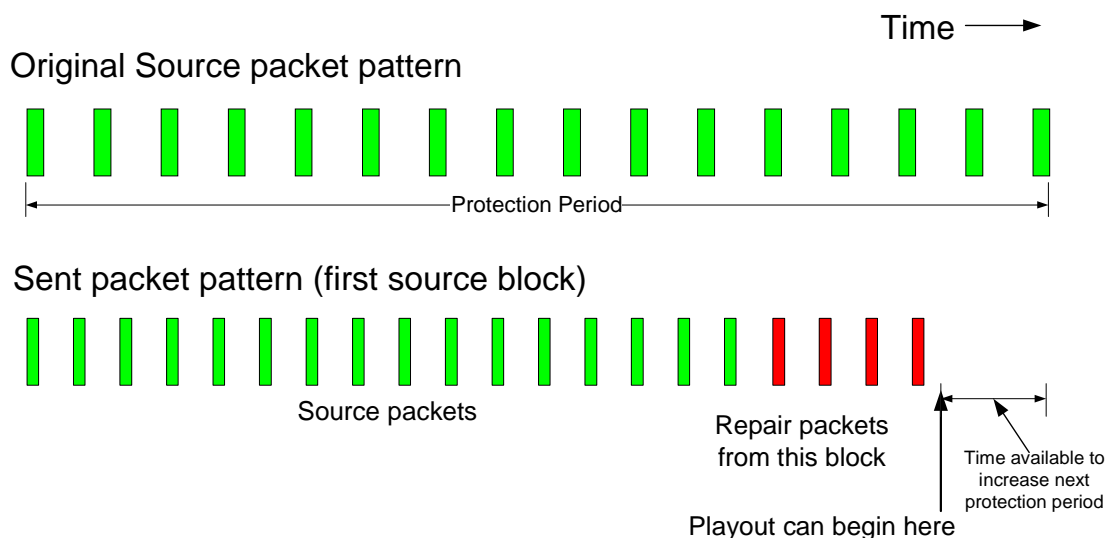 Time
Original Source packet pattern
Protection Period
Sent packet pattern (first source block)
Source packets
Repair packets
from this block
Time available to
increase next
protection period
Playout can begin here